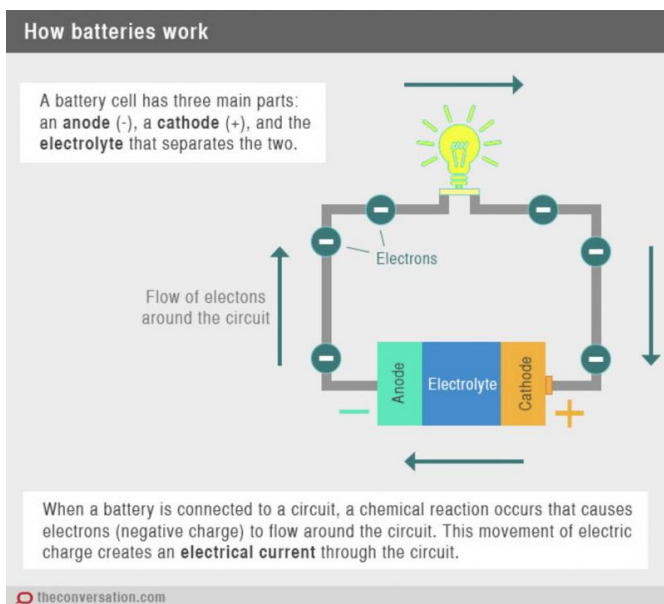 How batteries work
A battery cell has three main parts:
an anode (-), a cathode (+), and the
electrolyte that separates the two.
Electrons
Flow of electons
around the circuit
Anode
Electrolyte
Cathode
−
+
When a battery is connected to a circuit, a chemical reaction occurs that causes
electrons (negative charge) to flow around the circuit. This movement of electric
charge creates an electrical current through the circuit.
theconversation.com